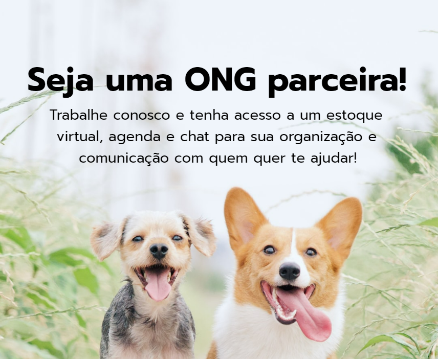 Seja uma ONG parceira!
Trabalhe conosco e tenha acesso a um estoque
virtual, agenda e chat para sua organização e
comunicação com quem quer te ajudar!